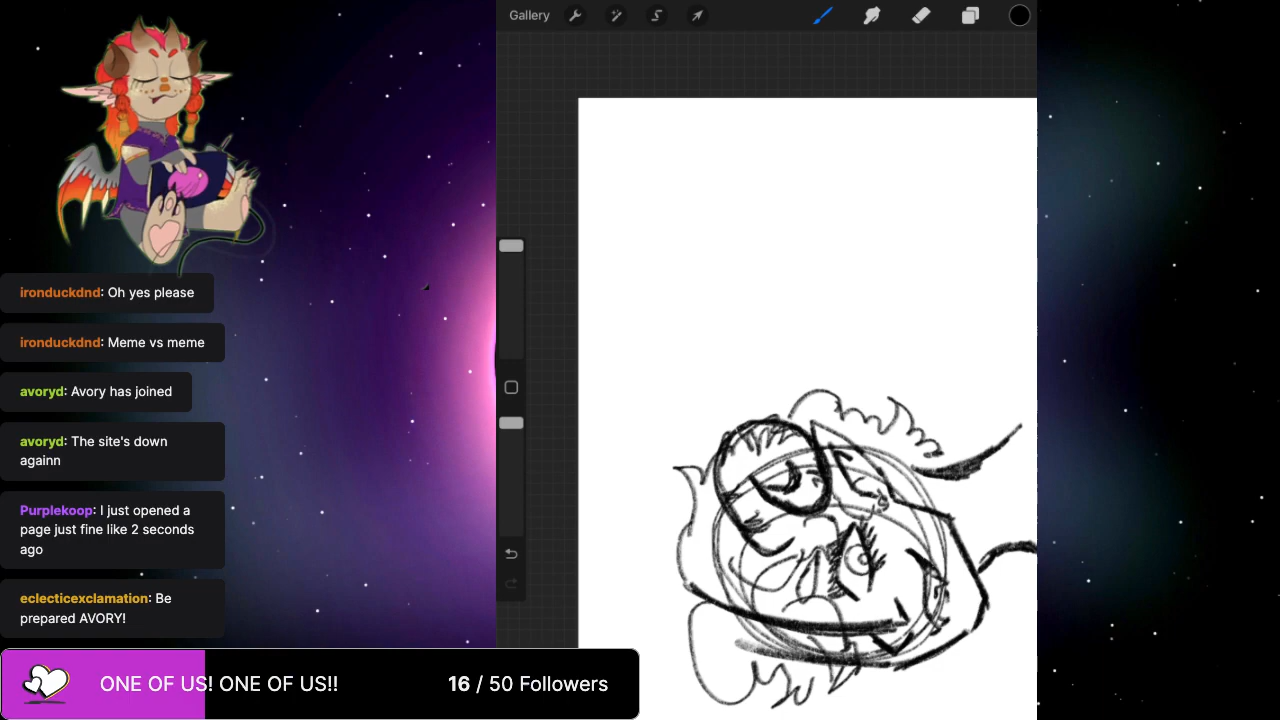 Gallery
ironduckdnd: Oh yes please
ironduckdnd: Meme vs meme
avoryd: Avory has joined
avoryd: The site's down
againn
Purplekoop: I just opened a
page just fine like 2 seconds
ago
eclecticexclamation: Be
prepared AVORY!
ONE OF US! ONE OF US!!
16 / 50 Followers